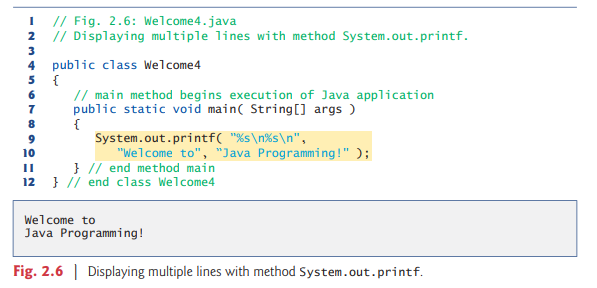 1 // Fig. 2.6: Welcome4.java
2 // Displaying multiple lines with method System.out.printf.
3
4 public class Welcome4
5 {
6 // main method begins execution of Java application
7 public static void main( String[] args )
8 {
9 System.out.printf( "%s\n%s\n",
10 "Welcome to", "Java Programming!" );
11 } // end method main
12 } // end class Welcome4
Welcome to
Java Programming!
Fig. 2.6 | Displaying multiple lines with method System.out.printf.